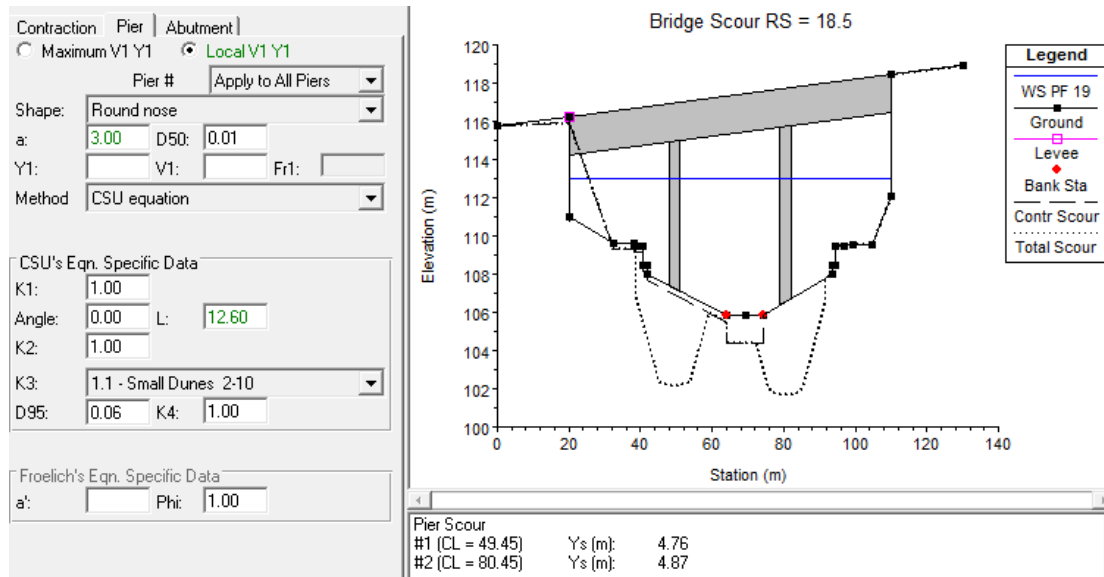 Contraction Pier Abutment
Maximum V1 Y1 Local V1 Y1
Pier # Apply to All Piers
Shape: Round nose
a: 3.00 D50: 0.01
Y1: V1: Fr1:
Method CSU equation
CSU's Eqn. Specific Data
K1: 1.00
Angle: 0.00 L: 12.60
K2: 1.00
K3: 1.1 - Small Dunes 2-10
D95: 0.06 K4: 1.00
Froelich's Eqn. Specific Data
a': Phi: 1.00
Bridge Scour RS = 18.5
120
118
116
114
112
110
108
106
104
102
100
Elevation (m)
0 20 40 60 80 100 120 140
Station (m)
Legend
WS PF 19
Ground
Levee
Bank Sta
Contr Scour
Total Scour
Pier Scour
#1 (CL = 49.45) Ys (m): 4.76
#2 (CL = 80.45) Ys (m): 4.87